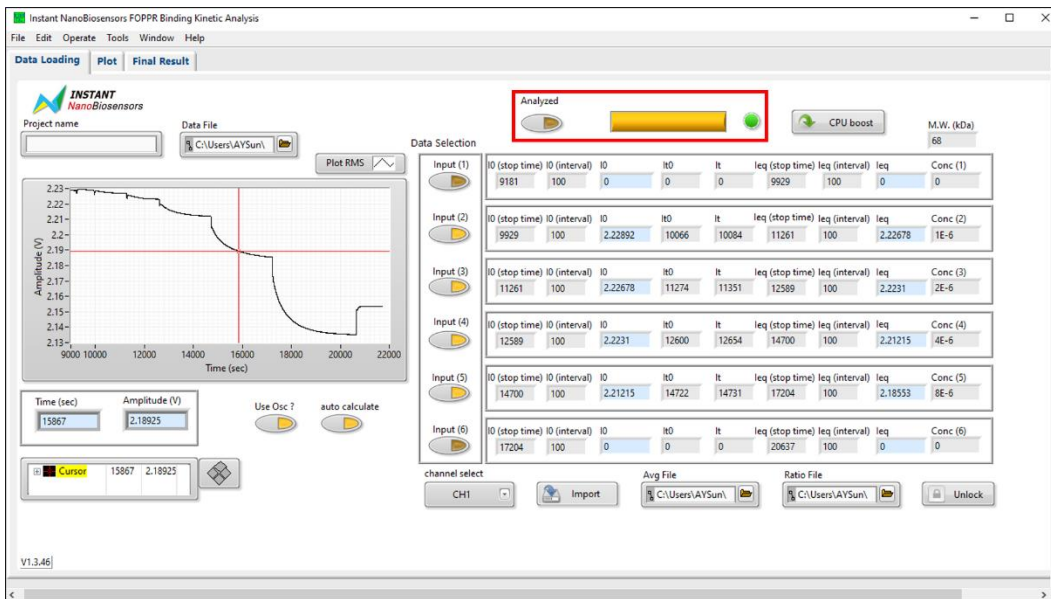 Instant NanoBiosensors FOPPR Binding Kinetic Analysis
File Edit Operate Tools Window Help
Data Loading Plot Final Result
INSTANT
NanoBiosensors
Analyzed
CPU boost
M.W. (kDa)
68
Project name
Data File
C:\Users\AYSun\
Plot RMS
Data Selection
Amplitude (V)
2.23
2.22
2.21
2.2
2.19
2.18
2.17
2.16
2.15
2.14
2.13
9000 10000 12000 14000 16000 18000 20000 22000
Time (sec)
Input (1) I0 (stop time) I0 (interval) I0 It0 It Ieq (stop time) Ieq (interval) Ieq Conc (1)
9181 100 0 0 0 9929 100 0 0
Input (2) I0 (stop time) I0 (interval) I0 It0 It Ieq (stop time) Ieq (interval) Ieq Conc (2)
9929 100 2.22892 10066 10084 11261 100 2.22678 1E-6
Input (3) I0 (stop time) I0 (interval) I0 It0 It Ieq (stop time) Ieq (interval) Ieq Conc (3)
11261 100 2.22678 11274 11351 12589 100 2.2231 2E-6
Input (4) I0 (stop time) I0 (interval) I0 It0 It Ieq (stop time) Ieq (interval) Ieq Conc (4)
12589 100 2.2231 12600 12654 14700 100 2.21215 4E-6
Input (5) I0 (stop time) I0 (interval) I0 It0 It Ieq (stop time) Ieq (interval) Ieq Conc (5)
14700 100 2.21215 14722 14731 17204 100 2.18553 8E-6
Input (6) I0 (stop time) I0 (interval) I0 It0 It Ieq (stop time) Ieq (interval) Ieq Conc (6)
17204 100 0 0 0 20637 100 0 0
Time (sec) Amplitude (V)
15867 2.18925
Use Osc ? auto calculate
Cursor 15867 2.18925
channel select
CH1
Import
Avg File
C:\Users\AYSun\
Ratio File
C:\Users\AYSun\
Unlock
V1.3.46